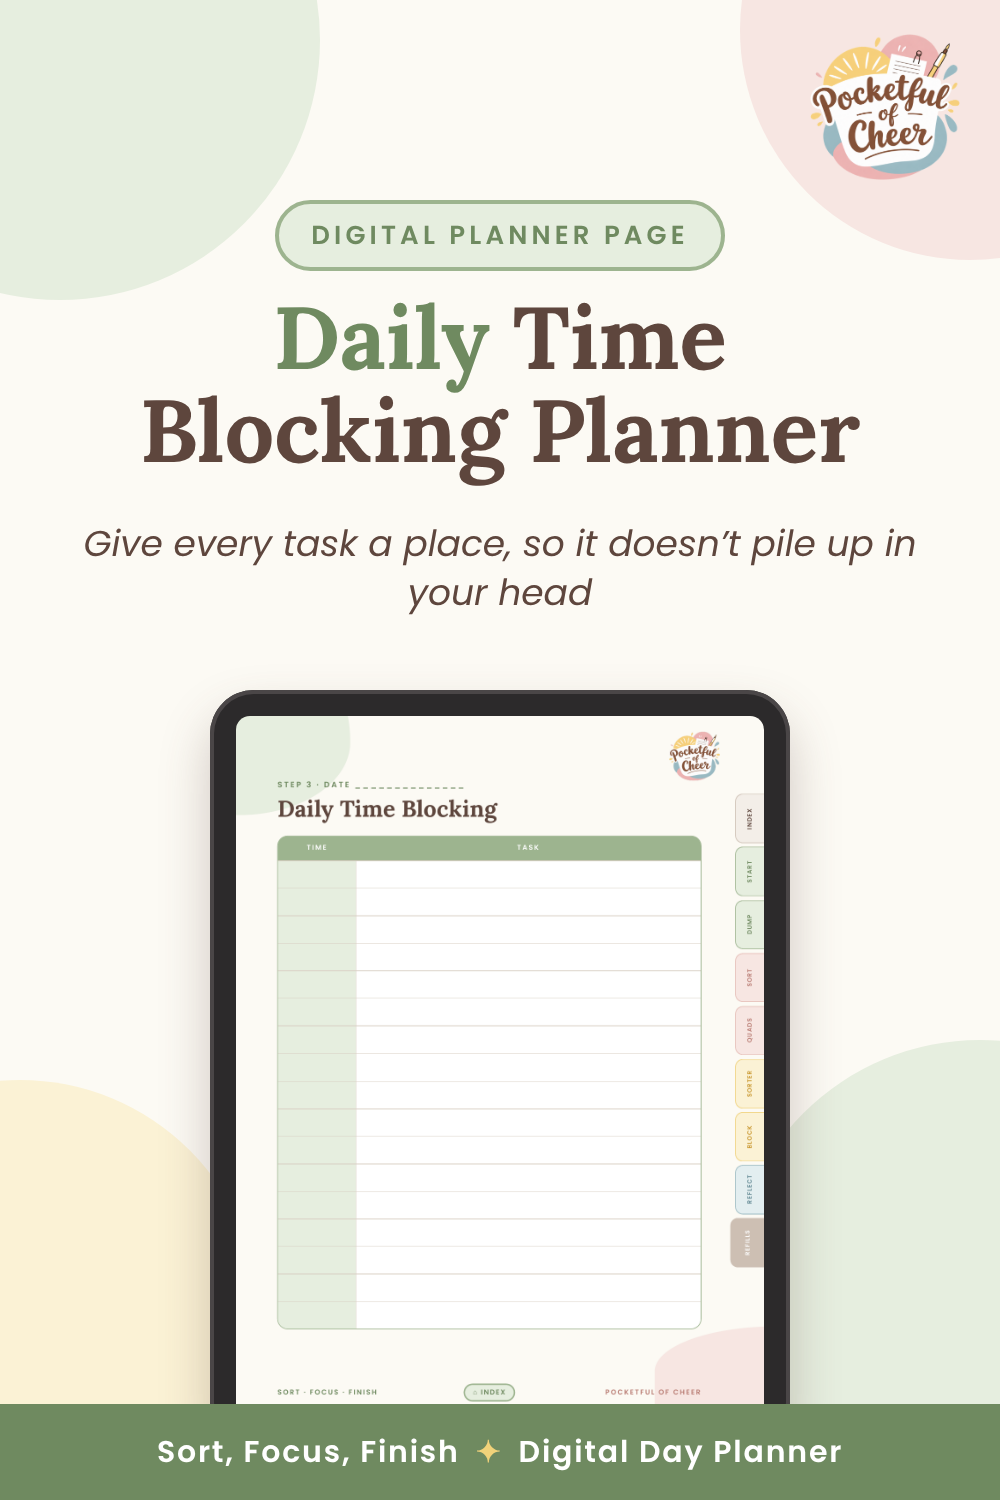 Pocketful
of
Cheer
DIGITAL PLANNER PAGE
Daily Time
Blocking Planner
Give every task a place, so it doesn’t pile up in
your head
Pocketful
of
Cheer
STEP 3 · DATE _______________
Daily Time Blocking
TIME TASK
INDEX
START
DUMP
SORT
QUADS
SORTER
BLOCK
REFLECT
REFILLS
SORT · FOCUS · FINISH
⌂ INDEX
POCKETFUL OF CHEER
Sort, Focus, Finish ✦ Digital Day Planner